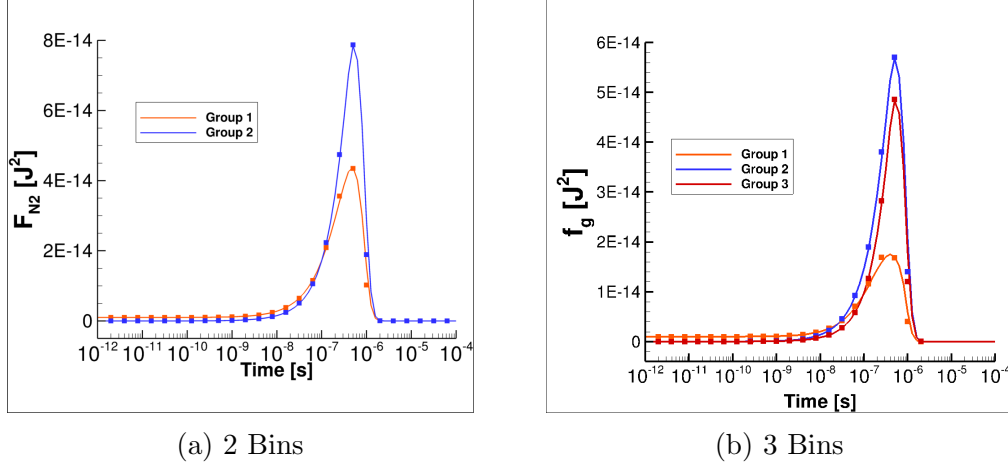 8E-14
6E-14
4E-14
2E-14
0
F_N2 [J^2]
Group 1
Group 2
10^-12 10^-11 10^-10 10^-9 10^-8 10^-7 10^-6 10^-5 10^-4
Time [s]
(a) 2 Bins
6E-14
5E-14
4E-14
3E-14
2E-14
1E-14
0
f_g [J^2]
Group 1
Group 2
Group 3
10^-12 10^-11 10^-10 10^-9 10^-8 10^-7 10^-6 10^-5 10^-4
Time [s]
(b) 3 Bins